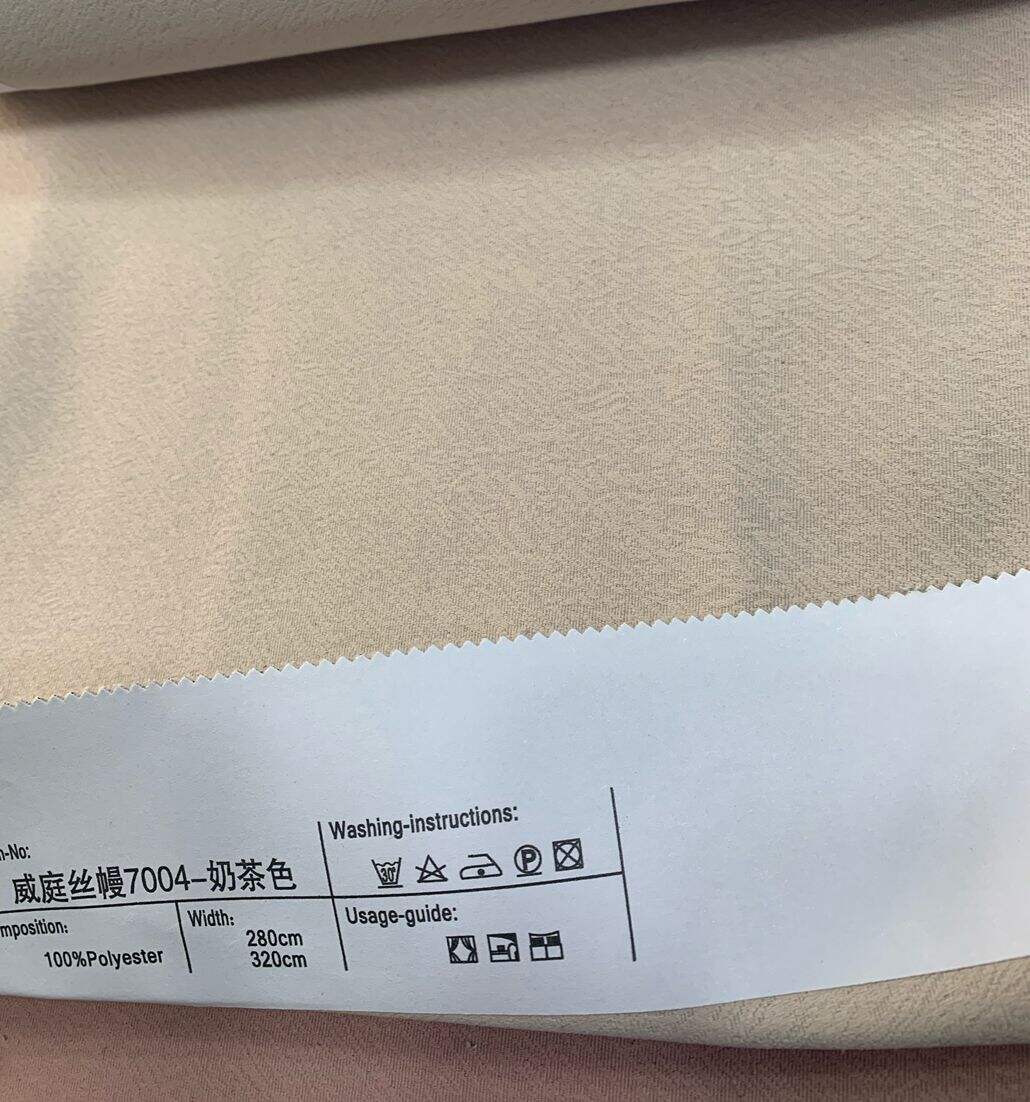 n-No:
威庭丝幔7004-奶茶色
mposition:
100%Polyester
Width:
280cm
320cm
Washing-instructions:
30°
P
Usage-guide: